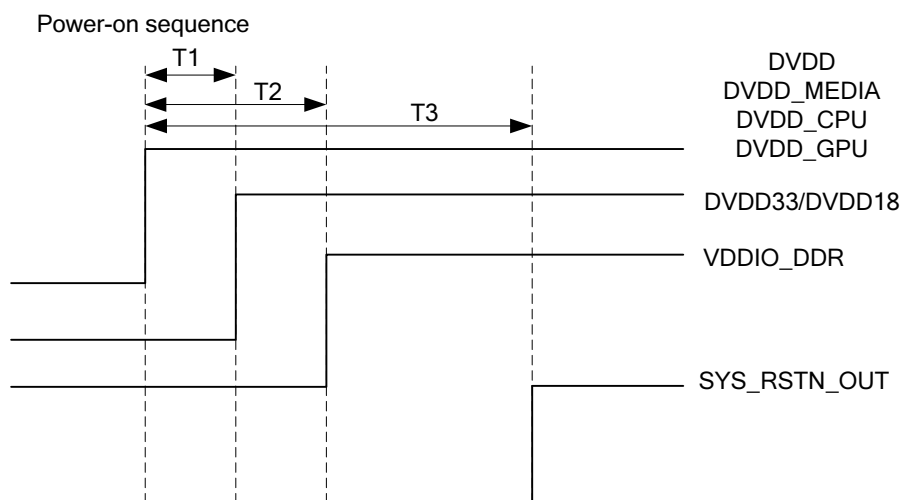 Power-on sequence
T1
T2
T3
DVDD
DVDD_MEDIA
DVDD_CPU
DVDD_GPU
DVDD33/DVDD18
VDDIO_DDR
SYS_RSTN_OUT